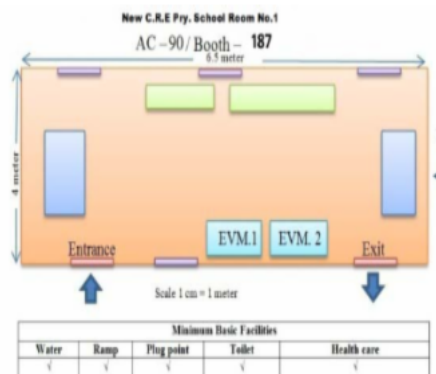 New C.R.E Pry. School Room No.1
AC –90/ Booth – 187
6.5 meter
4 meter
EVM.1 EVM. 2
Entrance Exit
Scale 1 cm = 1 meter
Minimum Basic Facilities
Water Ramp Plug point Toilet Health care
√ √ √ √ √